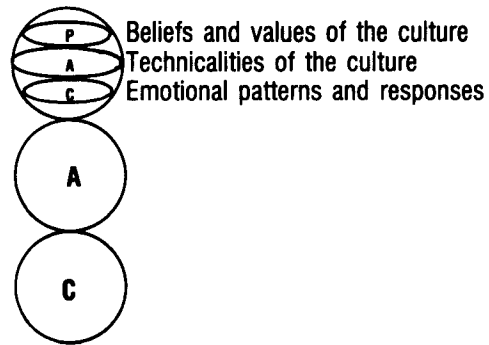 P Beliefs and values of the culture
A Technicalities of the culture
C Emotional patterns and responses
A
C